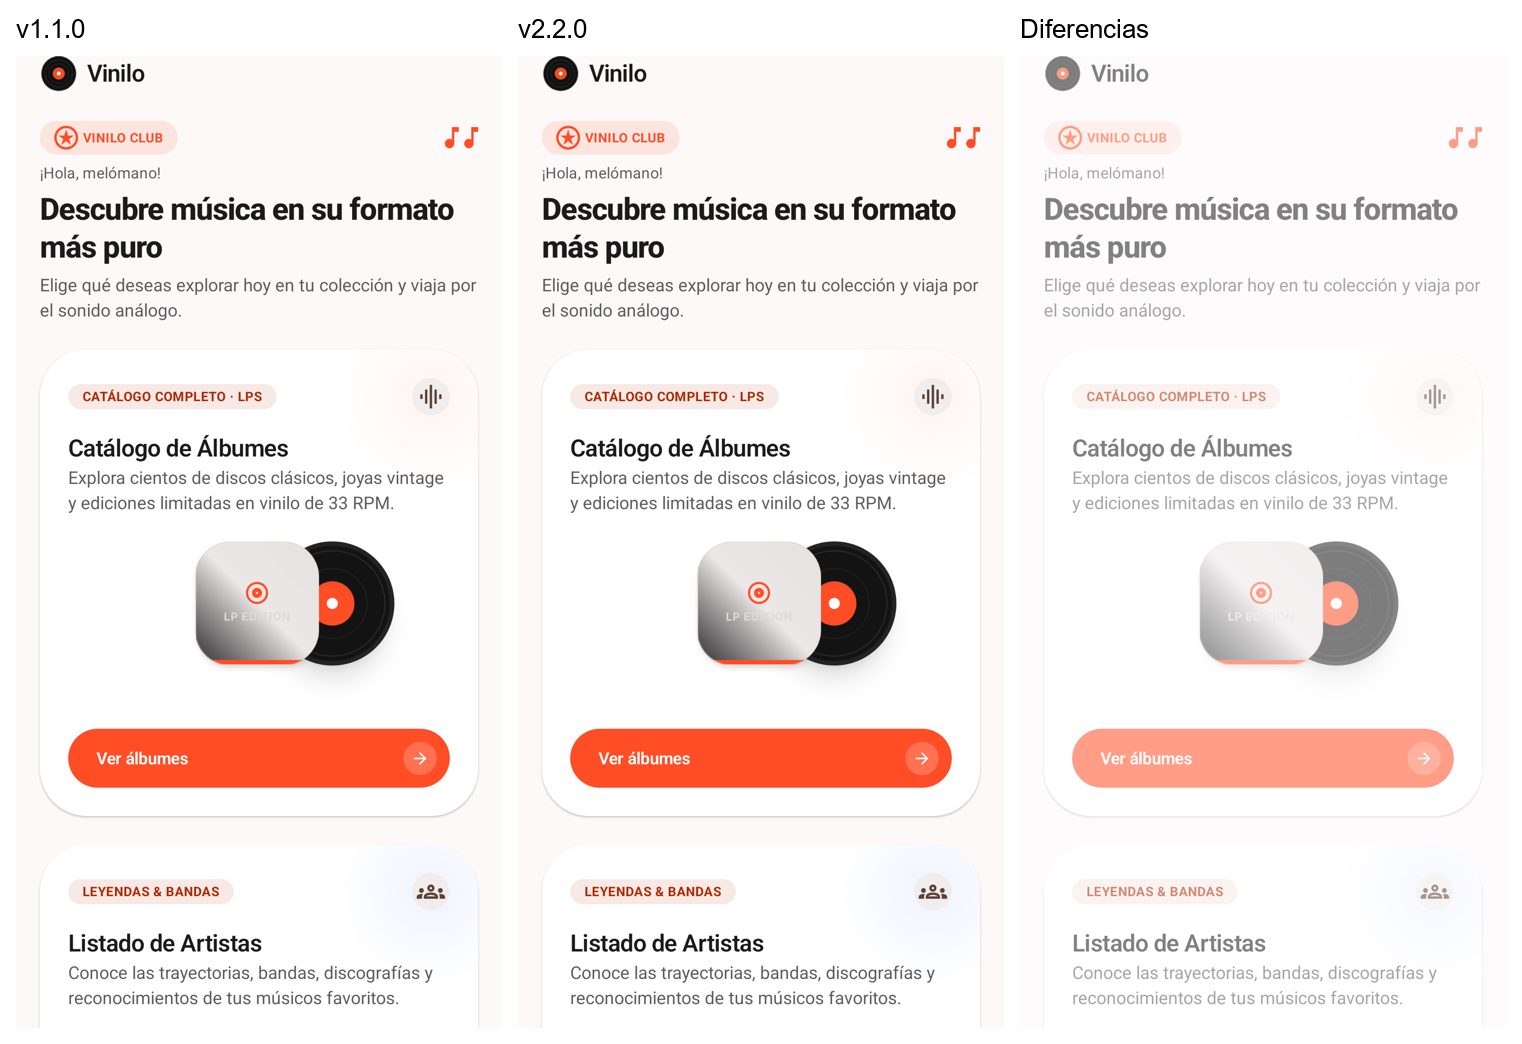 v1.1.0
Vinilo
VINILO CLUB
¡Hola, melómano!
Descubre música en su formato
más puro
Elige qué deseas explorar hoy en tu colección y viaja por
el sonido análogo.
CATÁLOGO COMPLETO · LPS
Catálogo de Álbumes
Explora cientos de discos clásicos, joyas vintage
y ediciones limitadas en vinilo de 33 RPM.
LP EDITION
Ver álbumes
LEYENDAS & BANDAS
Listado de Artistas
Conoce las trayectorias, bandas, discografías y
reconocimientos de tus músicos favoritos.
v2.2.0
Vinilo
VINILO CLUB
¡Hola, melómano!
Descubre música en su formato
más puro
Elige qué deseas explorar hoy en tu colección y viaja por
el sonido análogo.
CATÁLOGO COMPLETO · LPS
Catálogo de Álbumes
Explora cientos de discos clásicos, joyas vintage
y ediciones limitadas en vinilo de 33 RPM.
LP EDITION
Ver álbumes
LEYENDAS & BANDAS
Listado de Artistas
Conoce las trayectorias, bandas, discografías y
reconocimientos de tus músicos favoritos.
Diferencias
Vinilo
VINILO CLUB
¡Hola, melómano!
Descubre música en su formato
más puro
Elige qué deseas explorar hoy en tu colección y viaja por
el sonido análogo.
CATÁLOGO COMPLETO · LPS
Catálogo de Álbumes
Explora cientos de discos clásicos, joyas vintage
y ediciones limitadas en vinilo de 33 RPM.
LP EDITION
Ver álbumes
LEYENDAS & BANDAS
Listado de Artistas
Conoce las trayectorias, bandas, discografías y
reconocimientos de tus músicos favoritos.